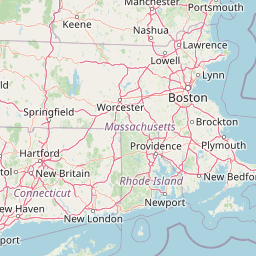 Manchester
Portsmouth
Keene
Nashua
Lawrence
Lowell
Lynn
Worcester
Boston
Springfield
Massachusetts
Brockton
Hartford
Providence
Plymouth
New Britain
Rhode Island
New Bedfor
Connecticut
New London
Newport
w Haven
port